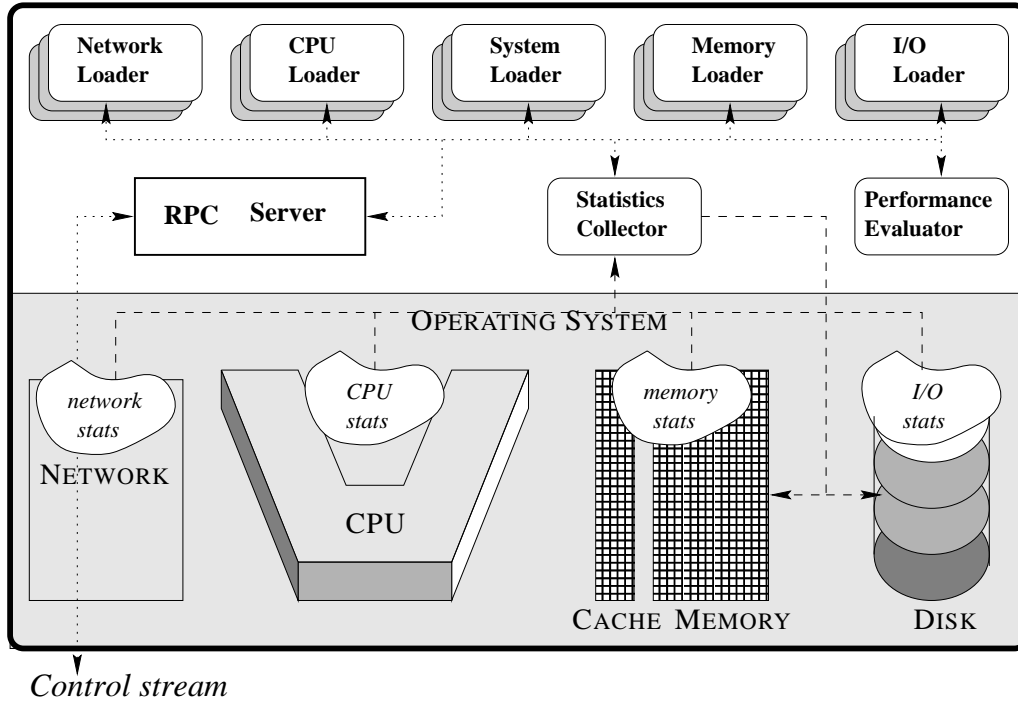 Network
Loader
CPU
Loader
System
Loader
Memory
Loader
I/O
Loader
RPC Server
Statistics
Collector
Performance
Evaluator
OPERATING SYSTEM
network
stats
CPU
stats
memory
stats
I/O
stats
NETWORK
CPU
CACHE MEMORY
DISK
Control stream